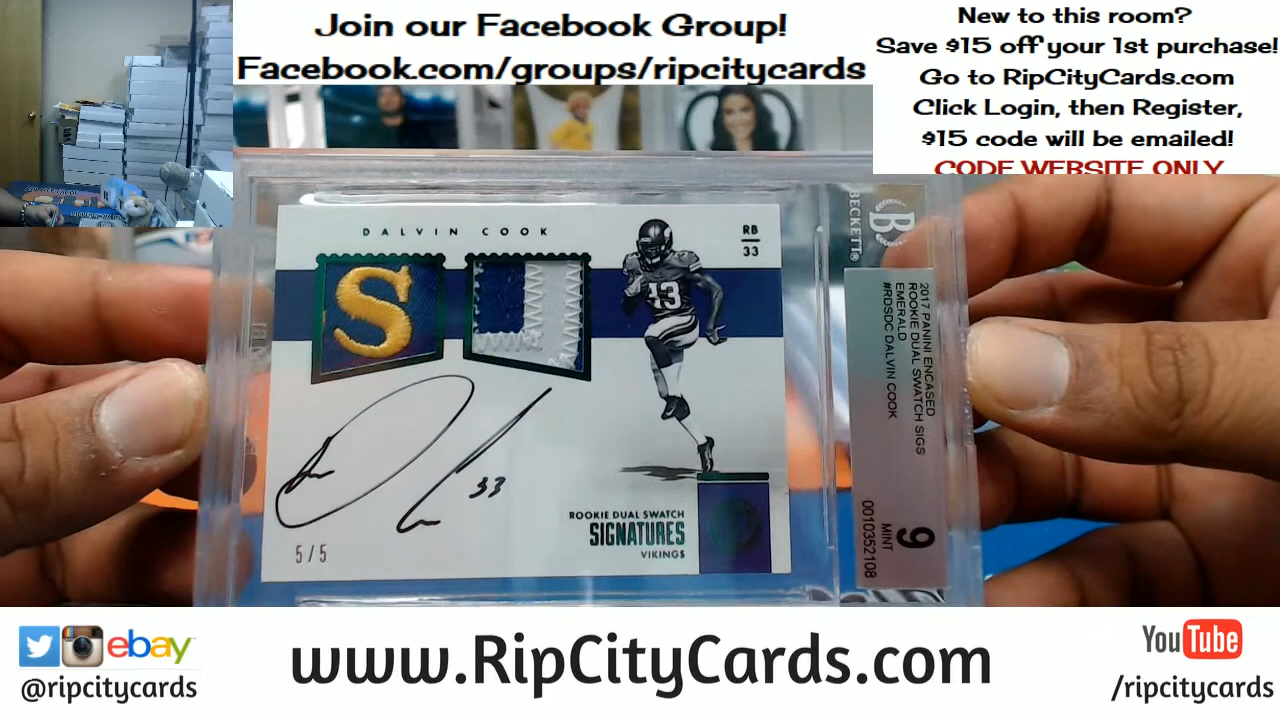 Join our Facebook Group!
Facebook.com/groups/ripcitycards
New to this room?
Save $15 off your 1st purchase!
Go to RipCityCards.com
Click Login, then Register,
$15 code will be emailed!
CODE WEBSITE ONLY
DALVIN COOK
RB
33
S
33
33
ROOKIE DUAL SWATCH
SIGNATURES
VIKINGS
5/5
BECKETT®
B
2017 PANINI ENCASED
ROOKIE DUAL SWATCH SIGS
EMERALD
#RDSDC DALVIN COOK
9
MINT
0010352108
ebay
@ripcitycards
www.RipCityCards.com
YouTube
/ripcitycards